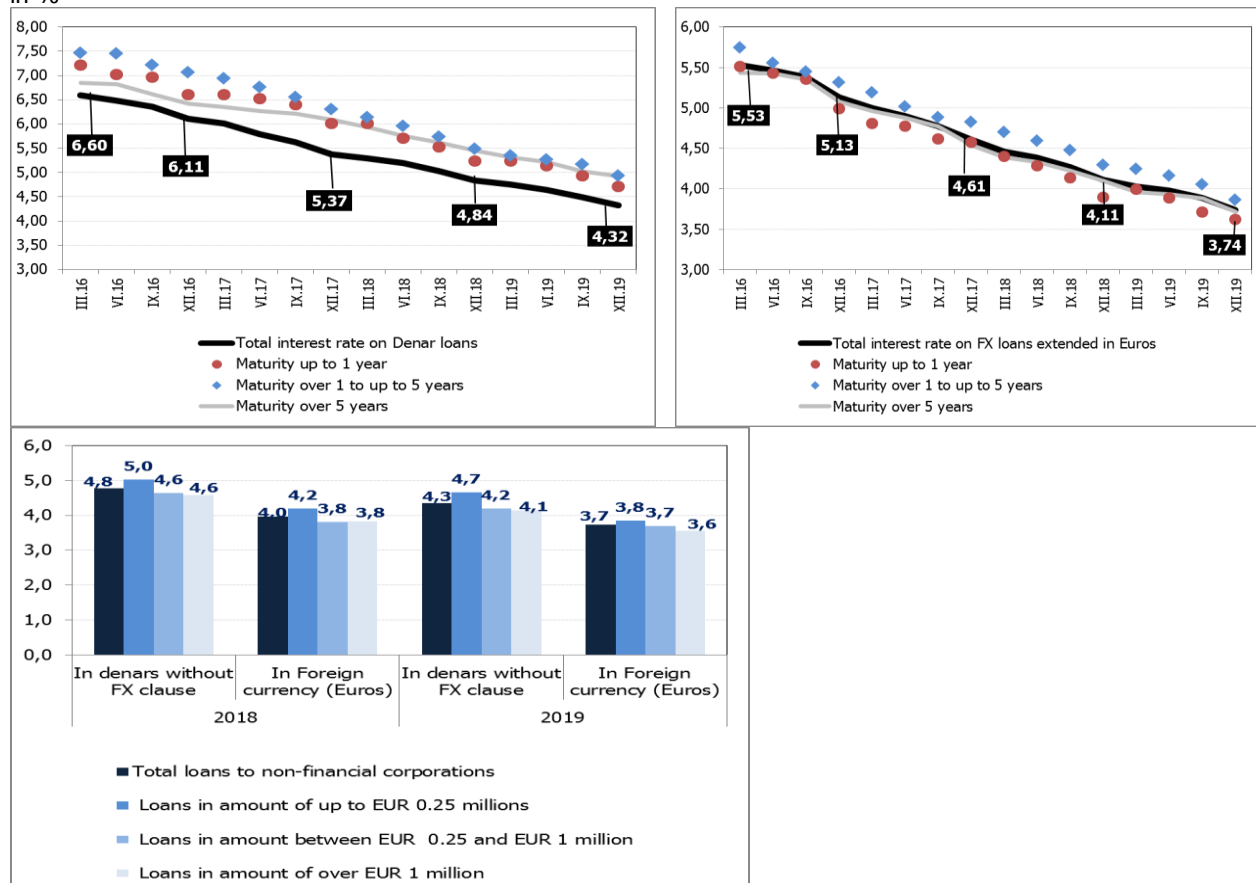 8,00
7,50
7,00
6,50
6,00
5,50
5,00
4,50
4,00
3,50
3,00
6,60
6,11
5,37
4,84
4,32
III.16
VI.16
IX.16
XII.16
III.17
VI.17
IX.17
XII.17
III.18
VI.18
IX.18
XII.18
III.19
VI.19
IX.19
XII.19
Total interest rate on Denar loans
Maturity up to 1 year
Maturity over 1 to up to 5 years
Maturity over 5 years
6,00
5,50
5,00
4,50
4,00
3,50
3,00
5,53
5,13
4,61
4,11
3,74
III.16
VI.16
IX.16
XII.16
III.17
VI.17
IX.17
XII.17
III.18
VI.18
IX.18
XII.18
III.19
VI.19
IX.19
XII.19
Total interest rate on FX loans extended in Euros
Maturity up to 1 year
Maturity over 1 to up to 5 years
Maturity over 5 years
6,0
5,0
4,0
3,0
2,0
1,0
0,0
4,8 5,0 4,6 4,6
4,0 4,2 3,8 3,8
4,3 4,7 4,2 4,1
3,7 3,8 3,7 3,6
In denars without FX clause
In Foreign currency (Euros)
In denars without FX clause
In Foreign currency (Euros)
2018
2019
Total loans to non-financial corporations
Loans in amount of up to EUR 0.25 millions
Loans in amount between EUR 0.25 and EUR 1 million
Loans in amount of over EUR 1 million